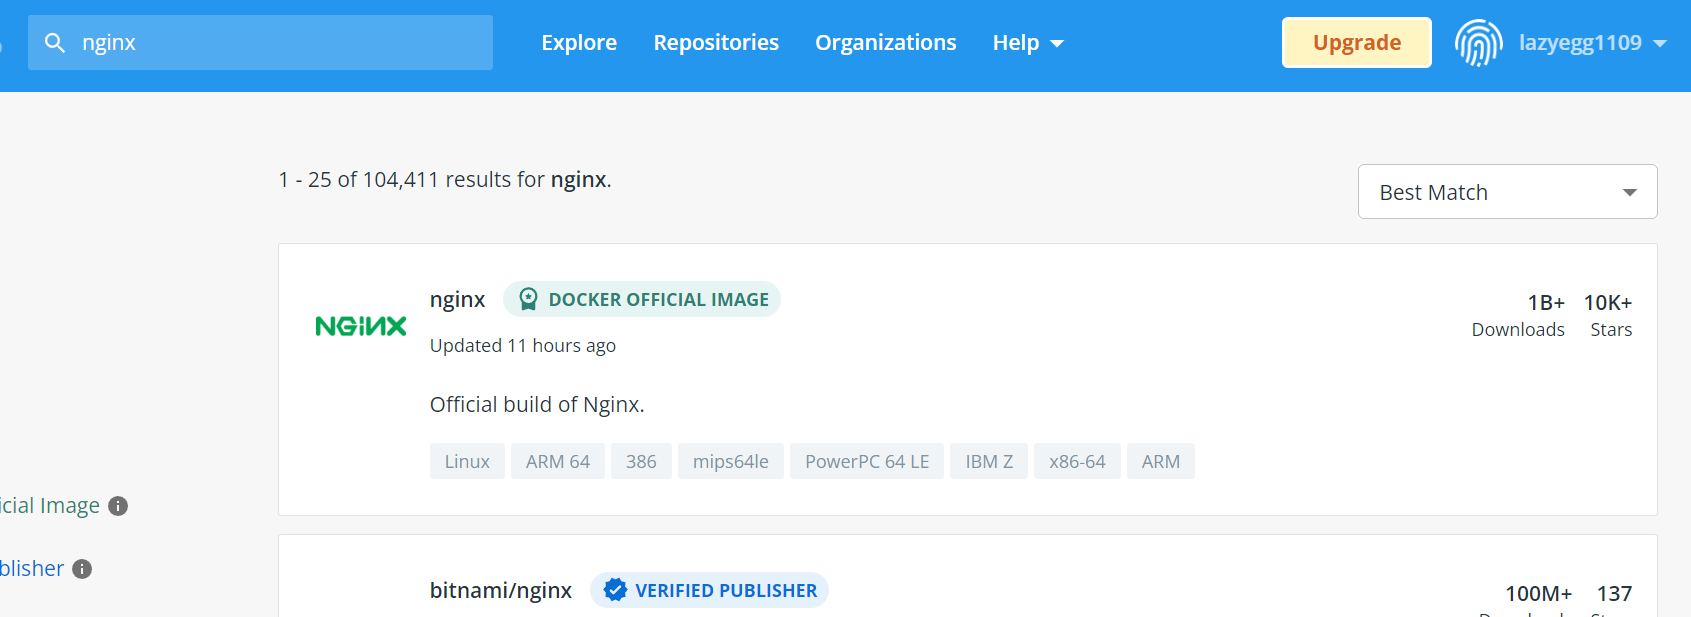 nginx Explore Repositories Organizations Help Upgrade lazyegg1109
1 - 25 of 104,411 results for nginx.
Best Match
NGINX
nginx DOCKER OFFICIAL IMAGE
1B+ 10K+
Downloads Stars
Updated 11 hours ago
Official build of Nginx.
Linux ARM 64 386 mips64le PowerPC 64 LE IBM Z x86-64 ARM
icial Image
blisher
bitnami/nginx VERIFIED PUBLISHER
100M+ 137